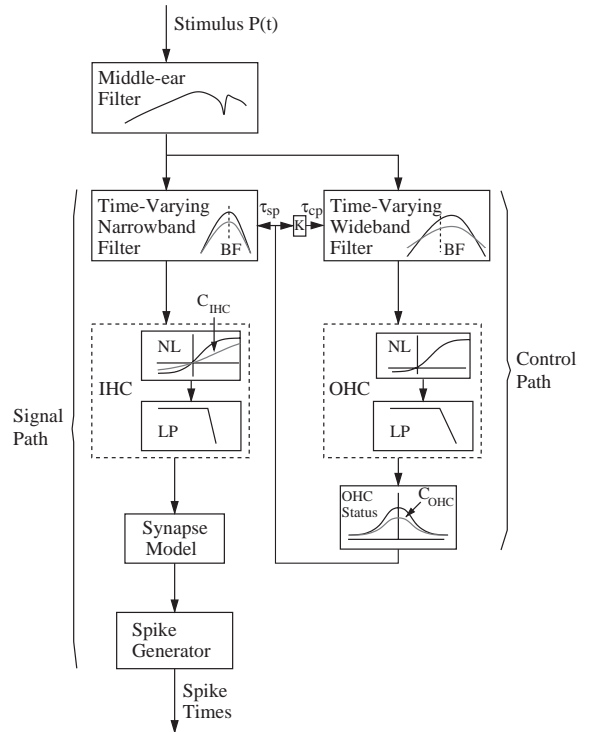 Stimulus P(t)
Middle-ear
Filter
Time-Varying
Narrowband
Filter
BF
τsp
K
τcp
Time-Varying
Wideband
Filter
BF
CIHC
NL
IHC
LP
NL
OHC
LP
Signal
Path
Control
Path
OHC
Status
COHC
Synapse
Model
Spike
Generator
Spike
Times